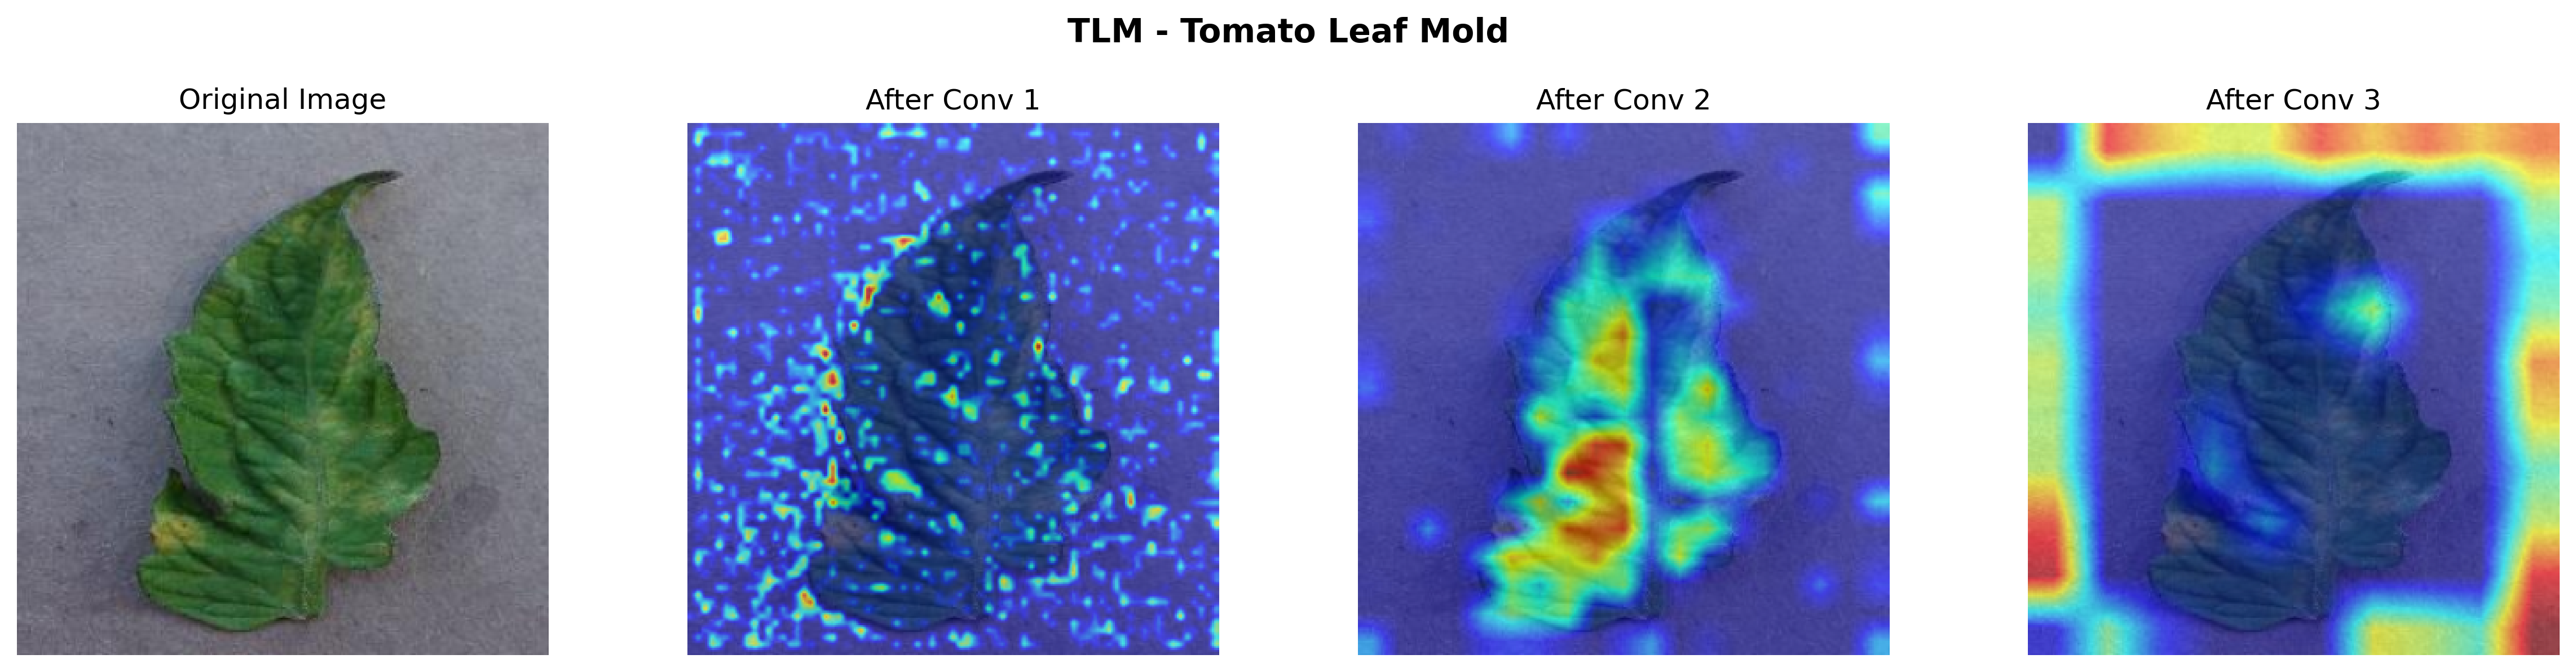 TLM - Tomato Leaf Mold
Original Image
After Conv 1
After Conv 2
After Conv 3